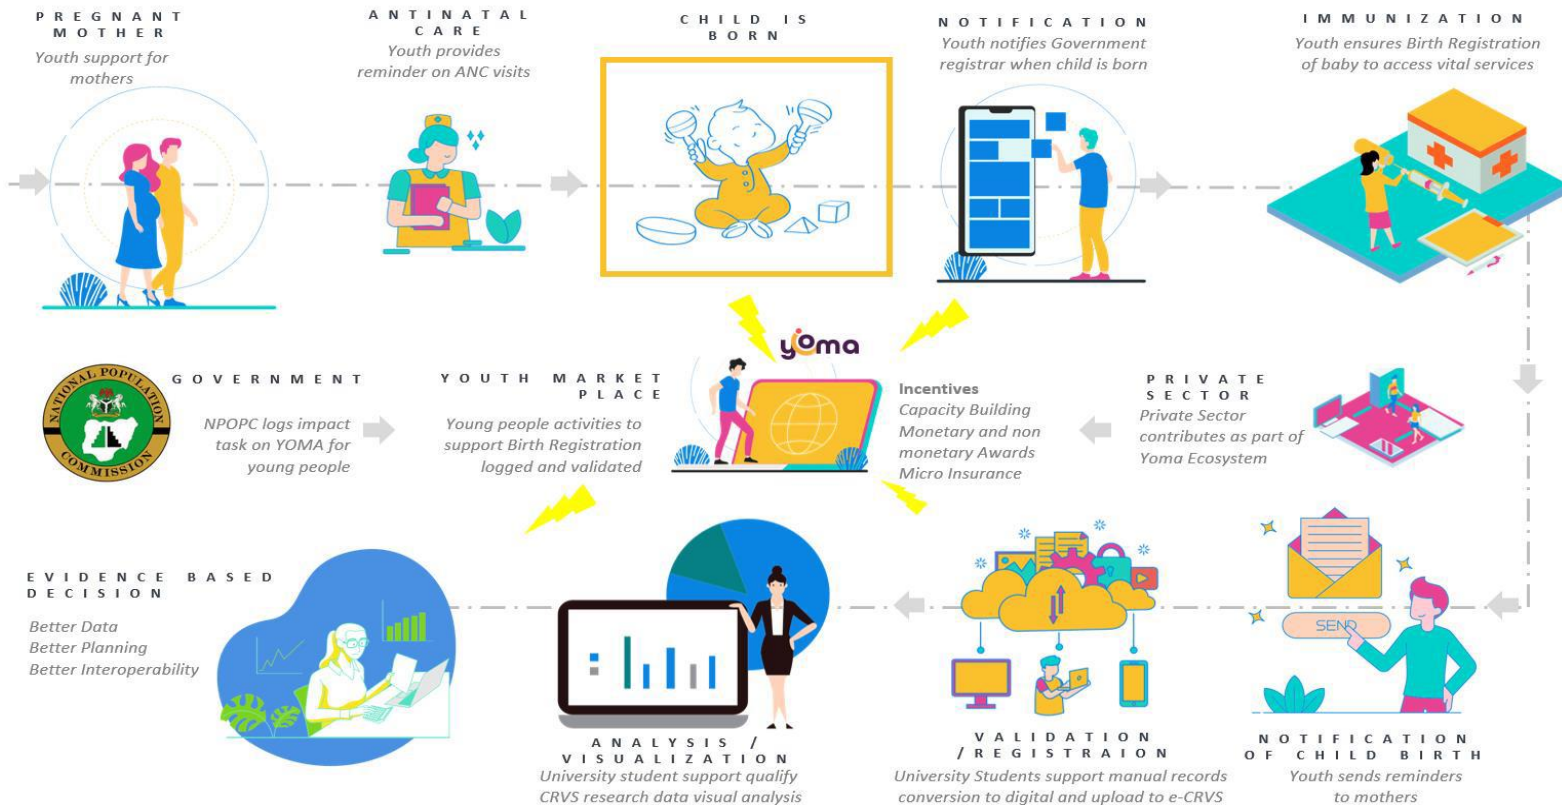 PREGNANT
MOTHER
Youth support for
mothers
ANTINATAL
CARE
Youth provides
reminder on ANC visits
CHILD IS
BORN
NOTIFICATION
Youth notifies Government
registrar when child is born
IMMUNIZATION
Youth ensures Birth Registration
of baby to access vital services
NATIONAL POPULATION
COMMISSION
GOVERNMENT
NPOPC logs impact
task on YOMA for
young people
YOUTH MARKET
PLACE
Young people activities to
support Birth Registration
logged and validated
yoma
Incentives
Capacity Building
Monetary and non
monetary Awards
Micro Insurance
PRIVATE
SECTOR
Private Sector
contributes as part of
Yoma Ecosystem
EVIDENCE BASED
DECISION
Better Data
Better Planning
Better Interoperability
ANALYSIS /
VISUALIZATION
University student support qualify
CRVS research data visual analysis
VALIDATION
/REGISTRAION
University Students support manual records
conversion to digital and upload to e-CRVS
SEND
NOTIFICATION
OF CHILD BIRTH
Youth sends reminders
to mothers